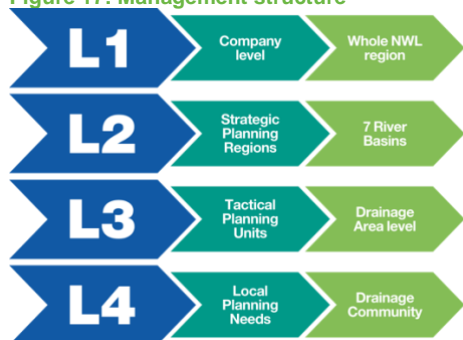 Figure 17: Management structure
L1
Company
level
Whole NWL
region
L2
Strategic
Planning
Regions
7 River
Basins
L3
Tactical
Planning
Units
Drainage
Area level
L4
Local
Planning
Needs
Drainage
Community